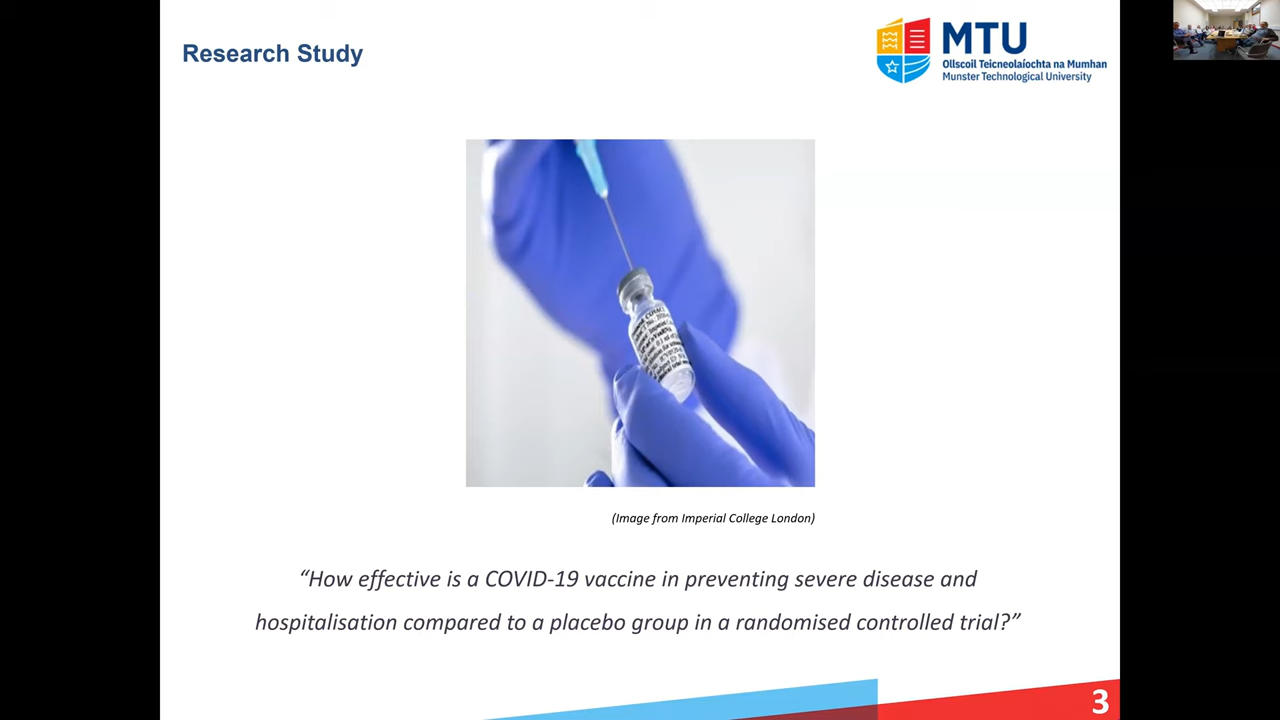 Research Study
MTU
Ollscoil Teicneolaíochta na Mumhan
Munster Technological University
(Image from Imperial College London)
“How effective is a COVID-19 vaccine in preventing severe disease and
hospitalisation compared to a placebo group in a randomised controlled trial?”
3